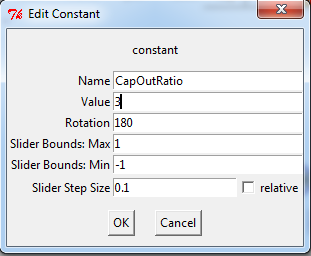 Edit Constant
constant
Name CapOutRatio
Value 3
Rotation 180
Slider Bounds: Max 1
Slider Bounds: Min -1
Slider Step Size 0.1 relative
OK Cancel